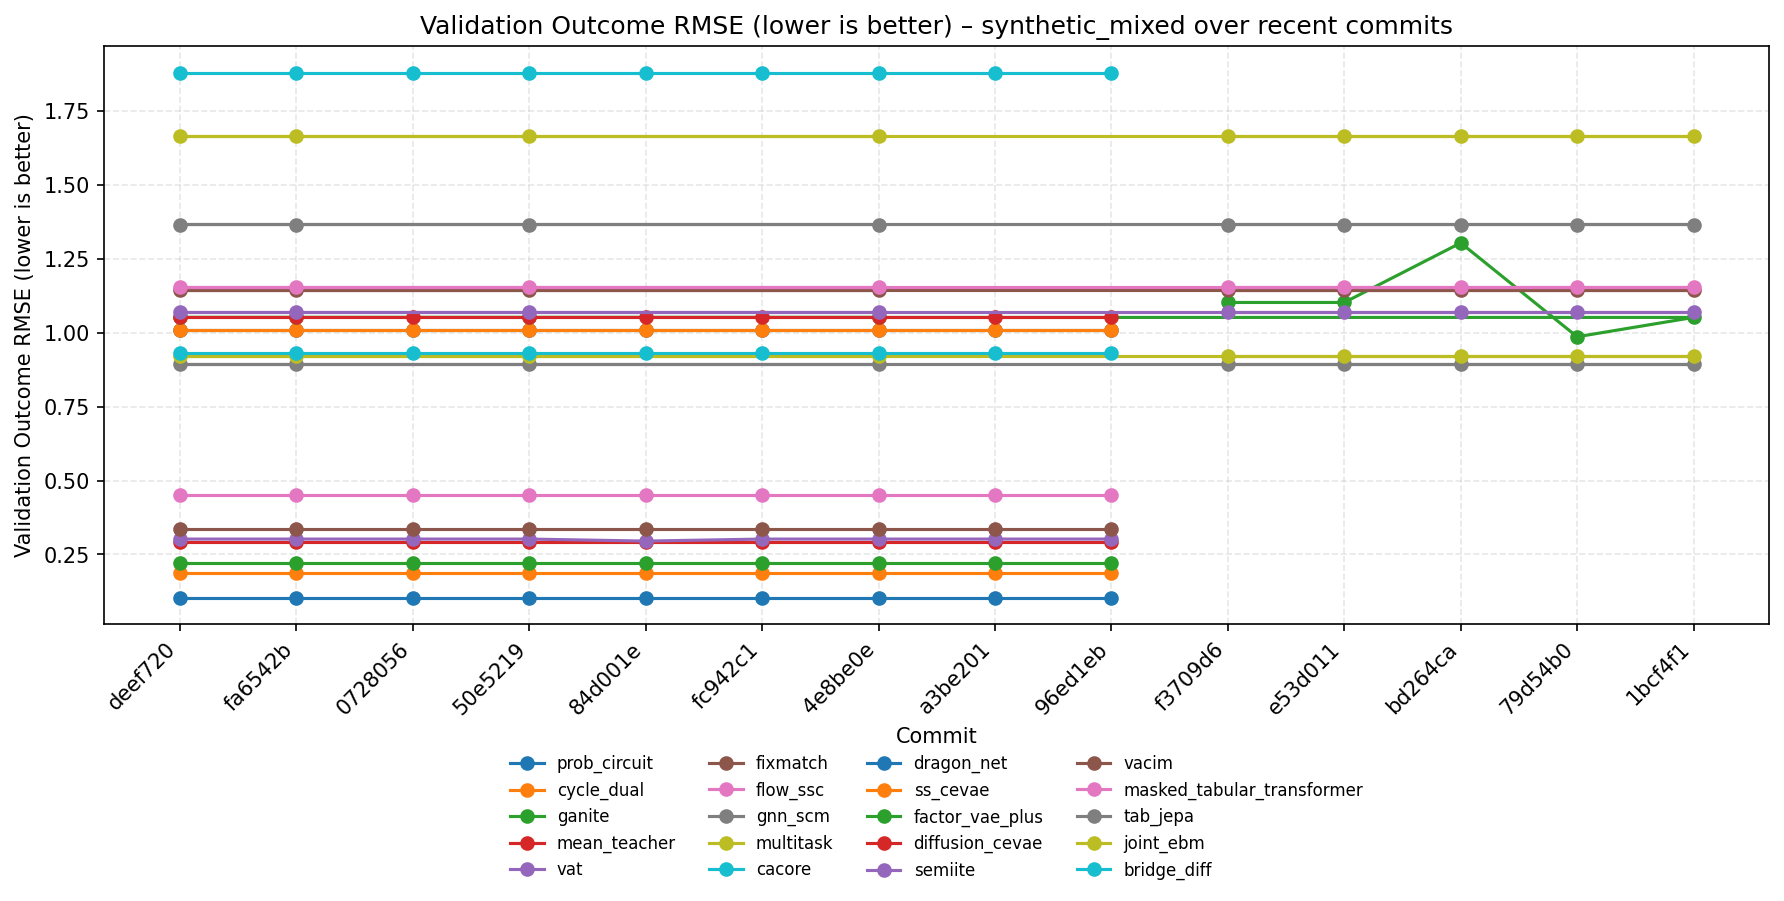 Validation Outcome RMSE (lower is better) – synthetic_mixed over recent commits
Validation Outcome RMSE (lower is better)
1.75
1.50
1.25
1.00
0.75
0.50
0.25
deef720
fa6542b
0728056
50e5219
84d001e
fc942c1
4e8be0e
a3be201
96ed1eb
f3709d6
e53d011
bd264ca
79d54b0
1bcf4f1
Commit
prob_circuit
cycle_dual
ganite
mean_teacher
vat
fixmatch
flow_ssc
gnn_scm
multitask
cacore
dragon_net
ss_cevae
factor_vae_plus
diffusion_cevae
semiite
vacim
masked_tabular_transformer
tab_jepa
joint_ebm
bridge_diff